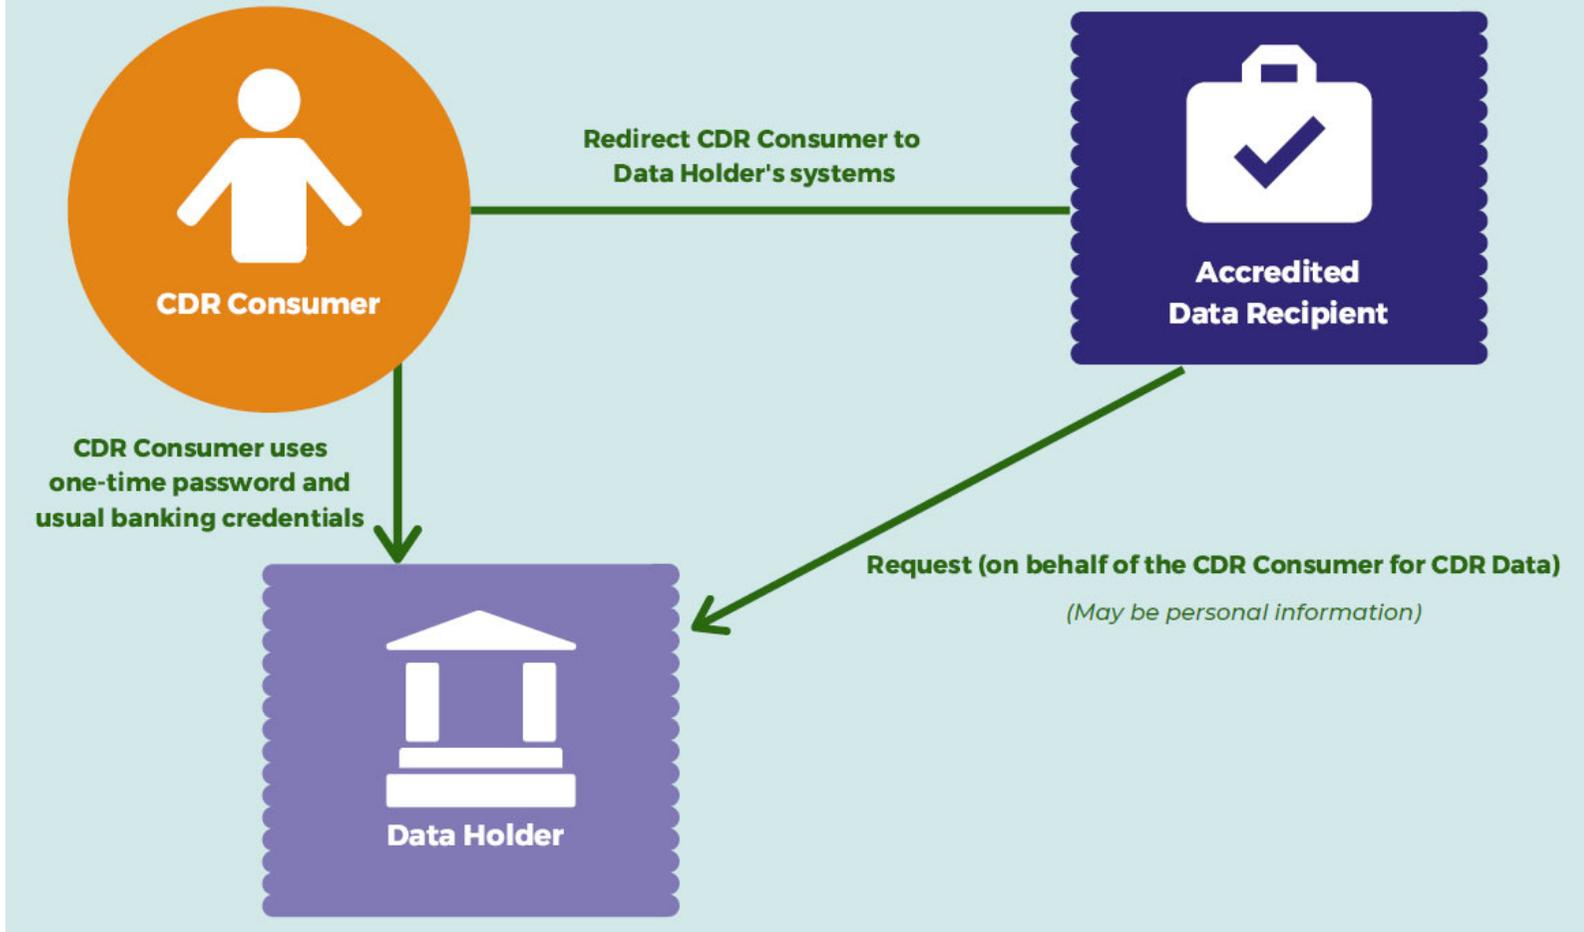 Redirect CDR Consumer to
Data Holder's systems
CDR Consumer
Accredited
Data Recipient
CDR Consumer uses
one-time password and
usual banking credentials
Request (on behalf of the CDR Consumer for CDR Data)
(May be personal information)
Data Holder